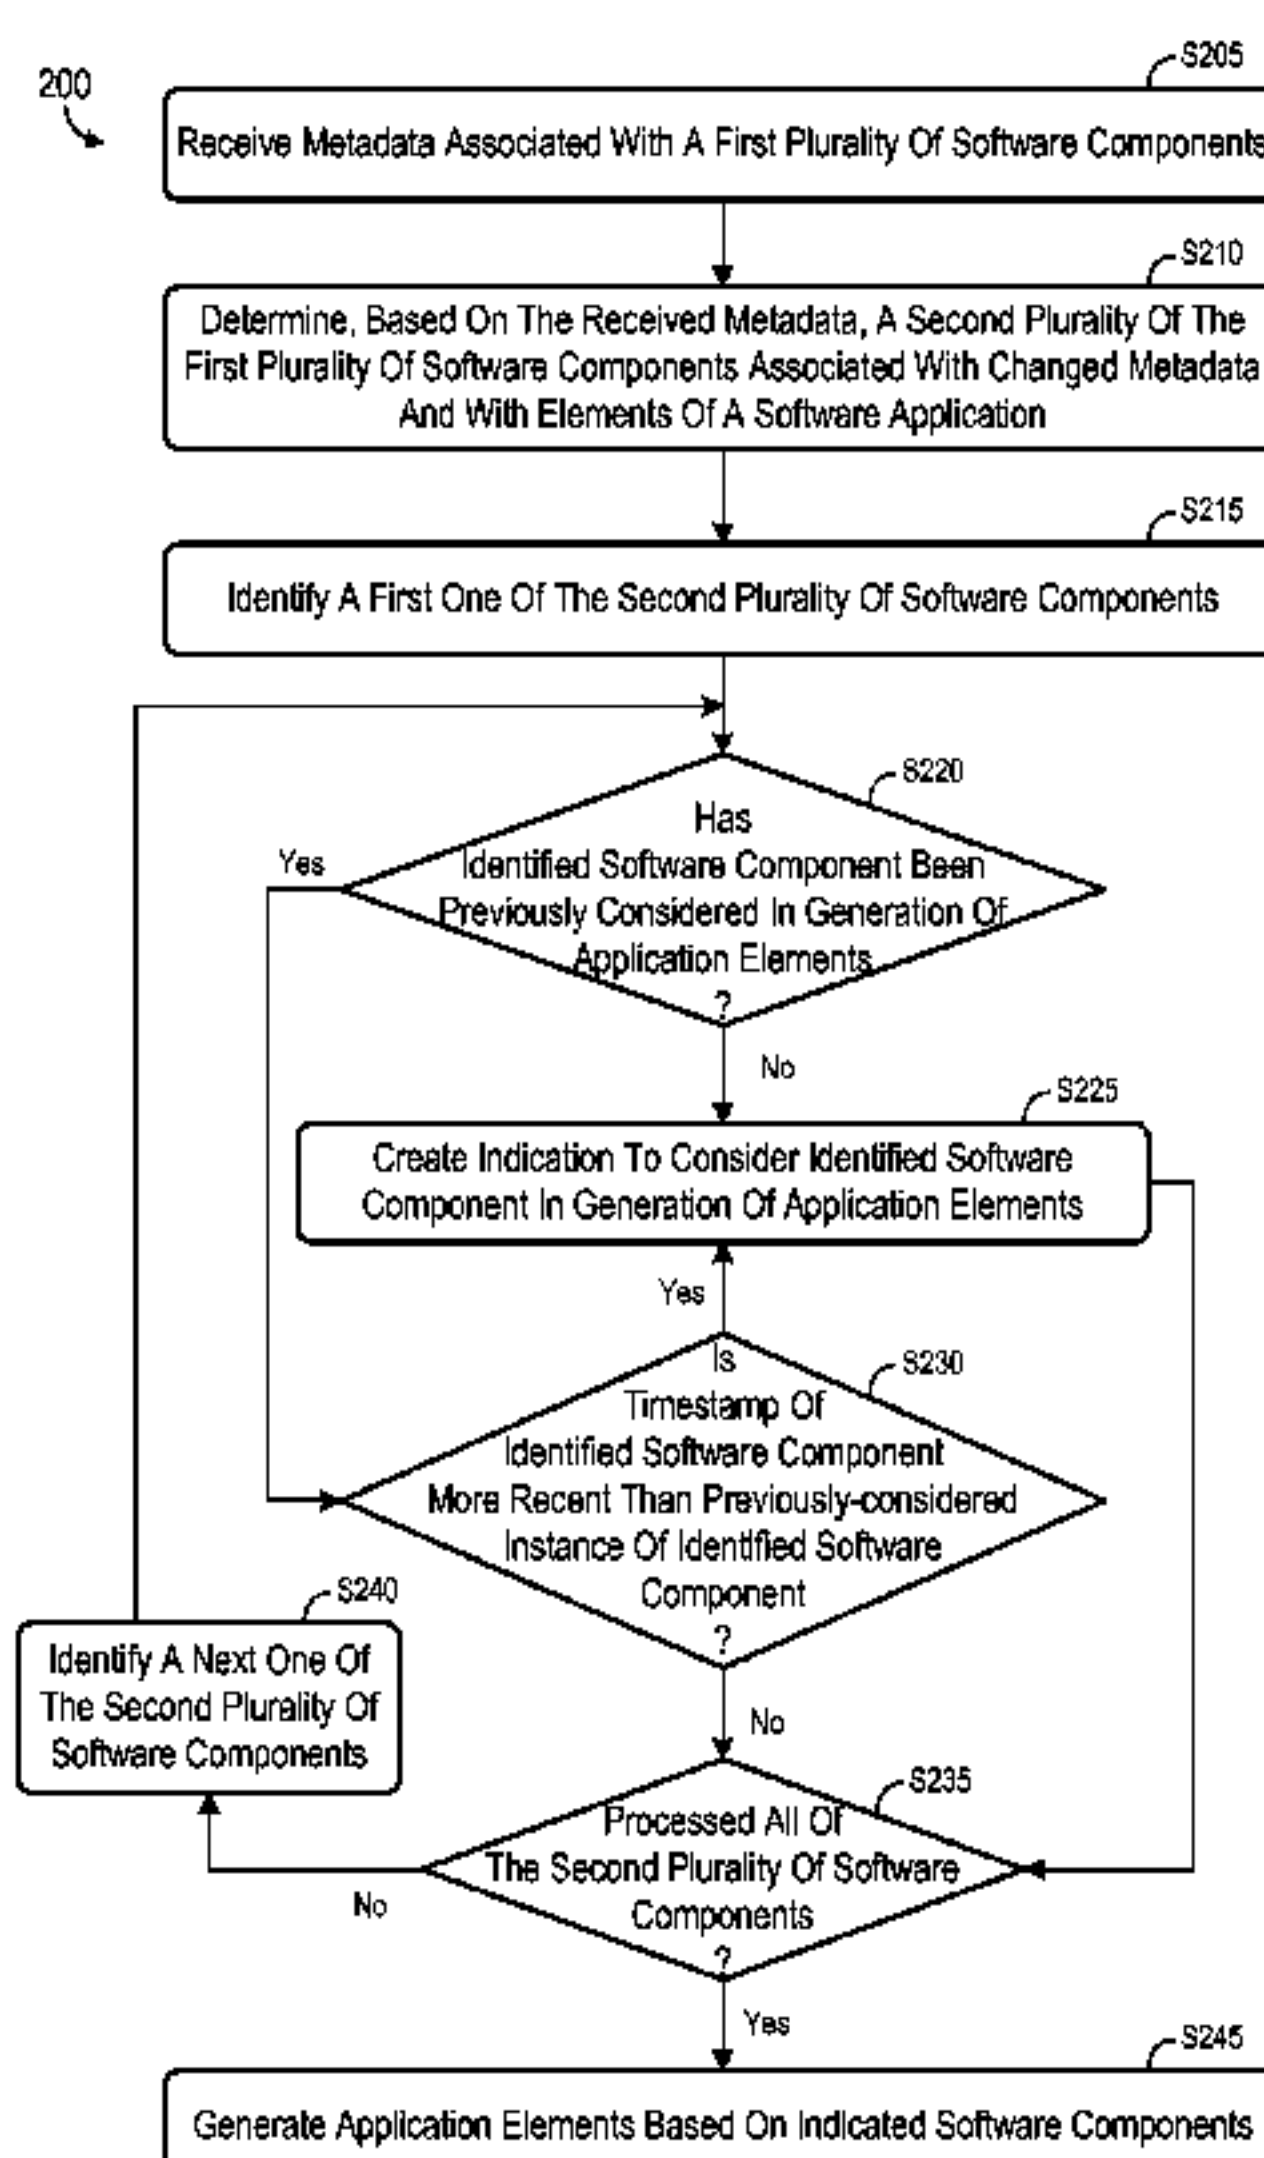 200
S205
Receive Metadata Associated With A First Plurality Of Software Components
S210
Determine, Based On The Received Metadata, A Second Plurality Of The
First Plurality Of Software Components Associated With Changed Metadata
And With Elements Of A Software Application
S215
Identify A First One Of The Second Plurality Of Software Components
S220
Has
Identified Software Component Been
Previously Considered In Generation Of
Application Elements
?
Yes
No
S225
Create Indication To Consider Identified Software
Component In Generation Of Application Elements
Yes
S230
Is
Timestamp Of
Identified Software Component
More Recent Than Previously-considered
Instance Of Identified Software
Component
?
No
S240
Identify A Next One Of
The Second Plurality Of
Software Components
S235
Processed All Of
The Second Plurality Of Software
Components
?
No
Yes
S245
Generate Application Elements Based On Indicated Software Components